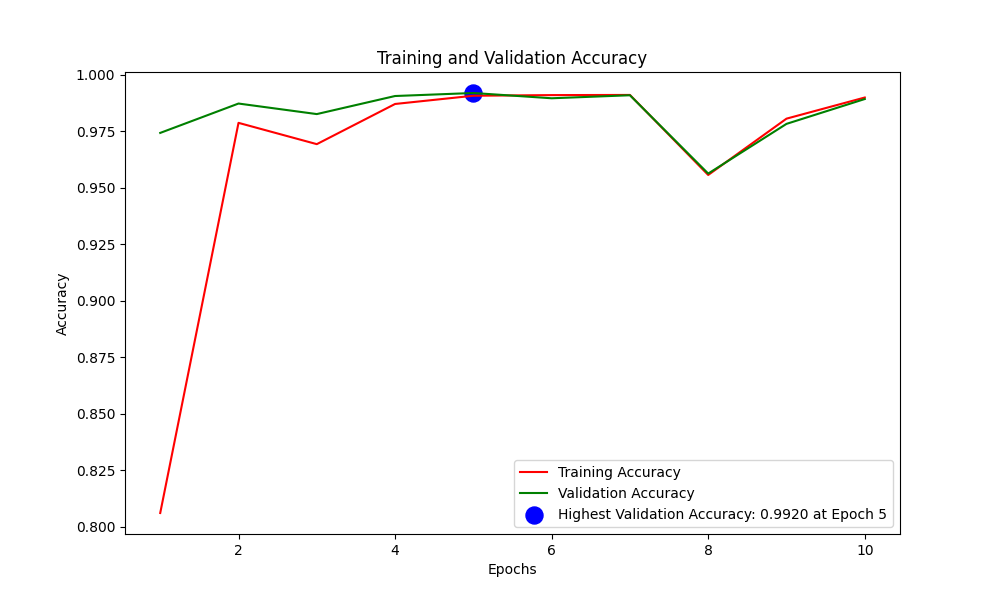 Training and Validation Accuracy
1.000
0.975
0.950
0.925
0.900
0.875
0.850
0.825
0.800
Accuracy
Training Accuracy
Validation Accuracy
Highest Validation Accuracy: 0.9920 at Epoch 5
2 4 6 8 10
Epochs